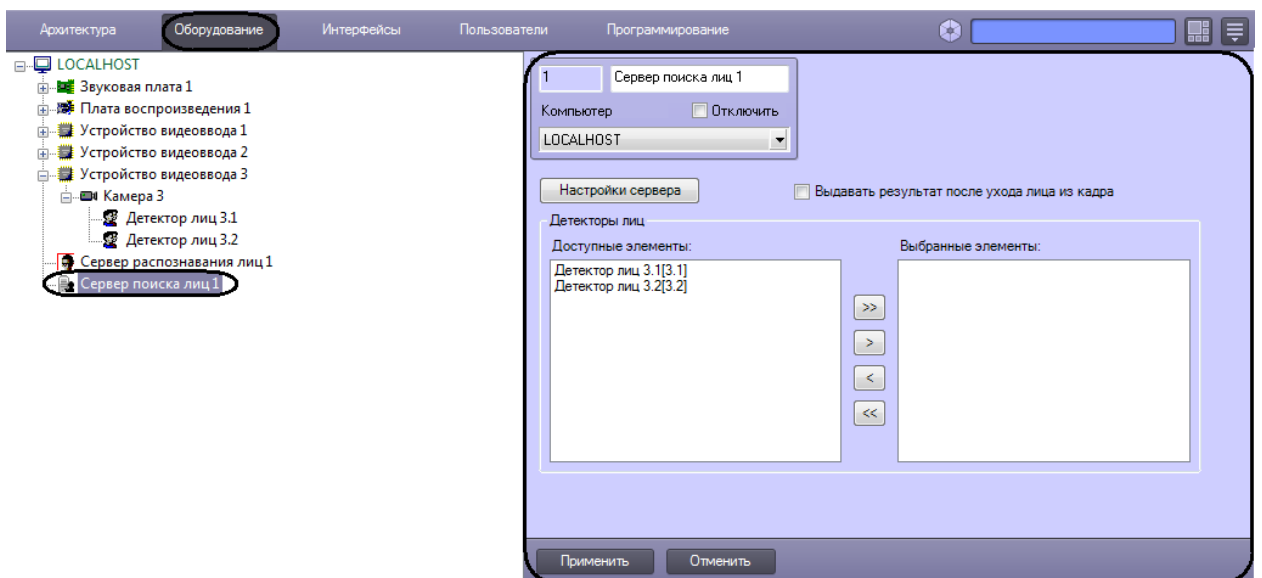 Архитектура Оборудование Интерфейсы Пользователи Программирование
LOCALHOST
Звуковая плата 1
Плата воспроизведения 1
Устройство видеоввода 1
Устройство видеоввода 2
Устройство видеоввода 3
Камера 3
Детектор лиц 3.1
Детектор лиц 3.2
Сервер распознавания лиц 1
Сервер поиска лиц 1
1 Сервер поиска лиц 1
Компьютер Отключить
LOCALHOST
Настройки сервера Выдавать результат после ухода лица из кадра
Детекторы лиц
Доступные элементы: Выбранные элементы:
Детектор лиц 3.1[3.1]
Детектор лиц 3.2[3.2]
>>
>
<
<<
Применить Отменить